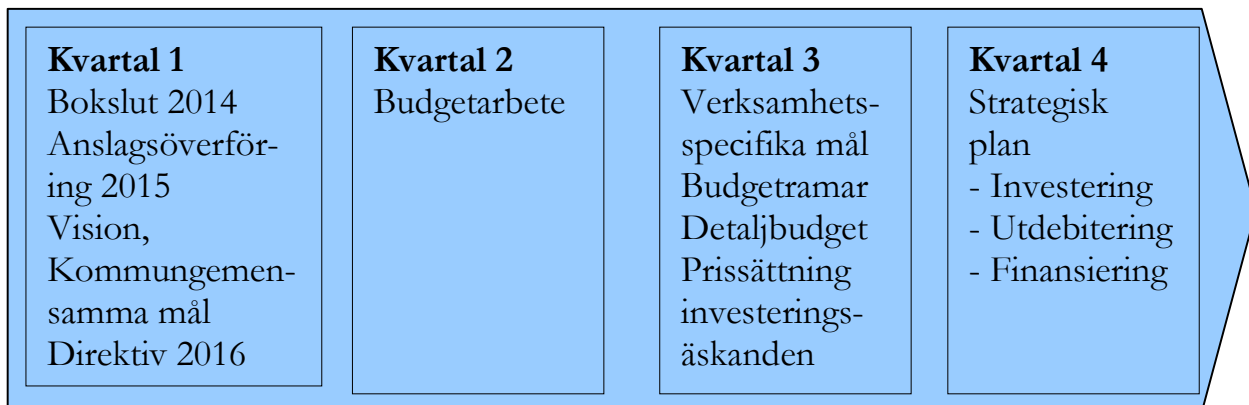 Kvartal 1
Bokslut 2014
Anslagsöverför-
ing 2015
Vision,
Kommungemen-
samma mål
Direktiv 2016
Kvartal 2
Budgetarbete
Kvartal 3
Verksamhets-
specifika mål
Budgetramar
Detaljbudget
Prissättning
investerings-
äskanden
Kvartal 4
Strategisk
plan
- Investering
- Utdebitering
- Finansiering